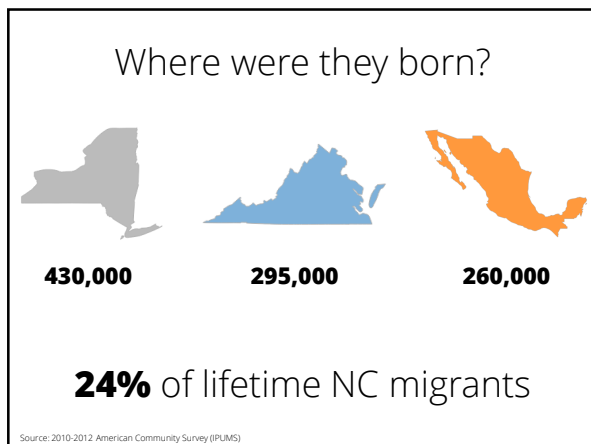 Where were they born?
430,000 295,000 260,000
24% of lifetime NC migrants
Source: 2010-2012 American Community Survey (IPUMS)